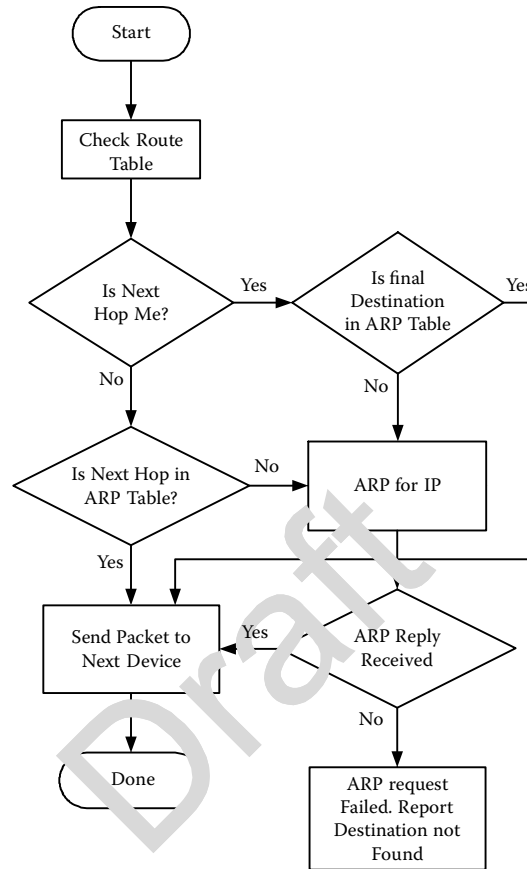 Start
Check Route
Table
Is Next
Hop Me?
Yes
Is final
Destination
in ARP Table
Yes
No
No
Is Next Hop in
ARP Table?
No
ARP for IP
Yes
Send Packet to
Next Device
Yes
ARP Reply
Received
No
Done
ARP request
Failed. Report
Destination not
Found
Draft